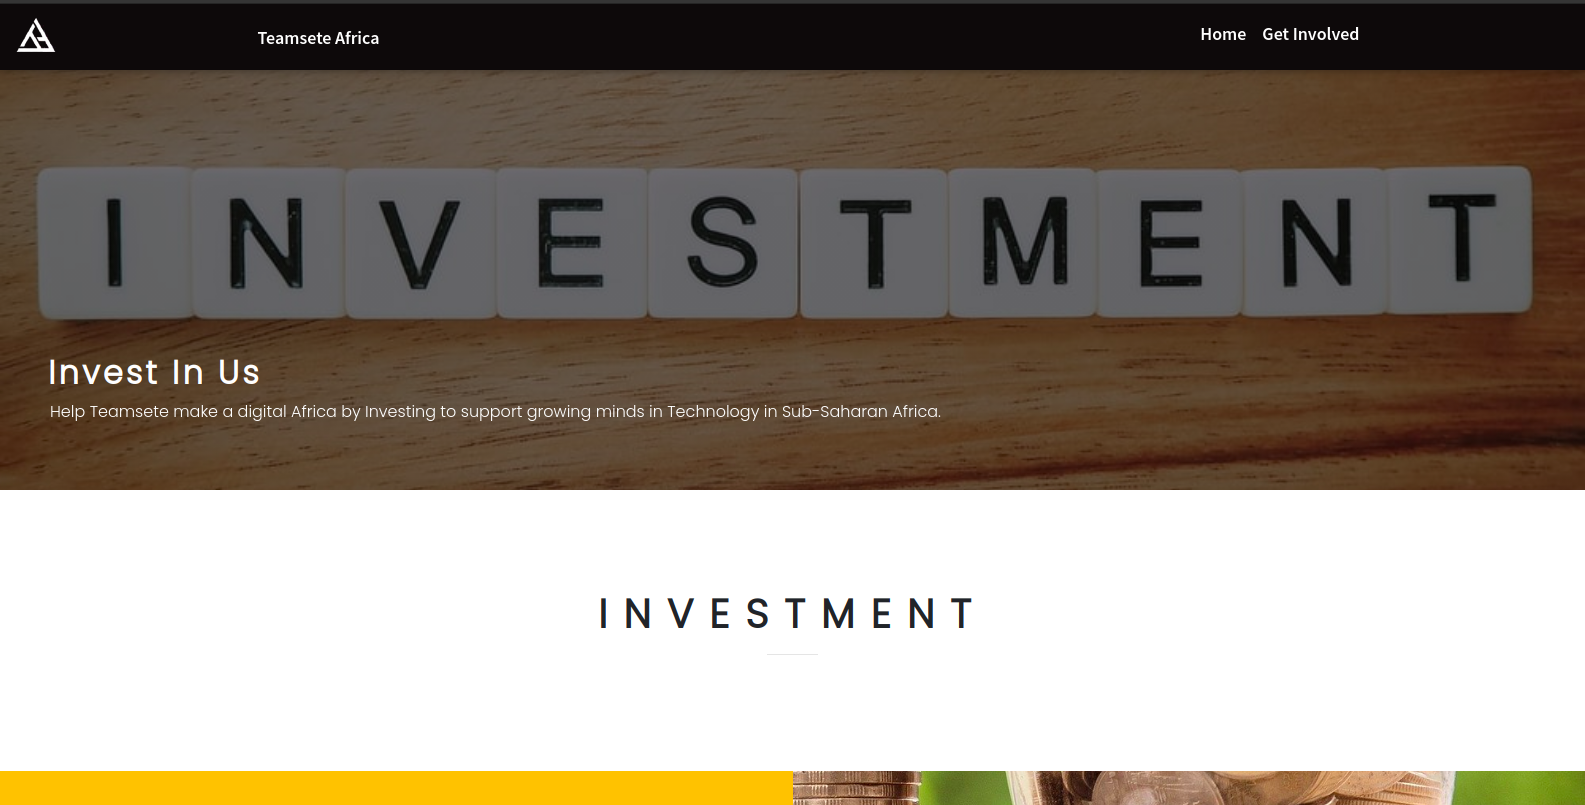 Teamsete Africa
Home Get Involved
INVESTMENT
Invest In Us
Help Teamsete make a digital Africa by Investing to support growing minds in Technology in Sub-Saharan Africa.
INVESTMENT